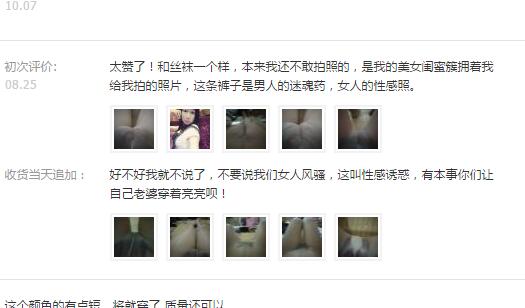 10.07
初次评价:
08.25
太赞了！和丝袜一个样，本来我还不敢拍照的，是我的美女闺蜜簇拥着我
给我拍的照片，这条裤子是男人的迷魂药，女人的性感照。
收货当天追加：
好不好我就不说了，不要说我们女人风骚，这叫性感诱惑，有本事你们让
自己老婆穿着亮亮呗！
这个颜色的有点短，将就穿了 质量还可以